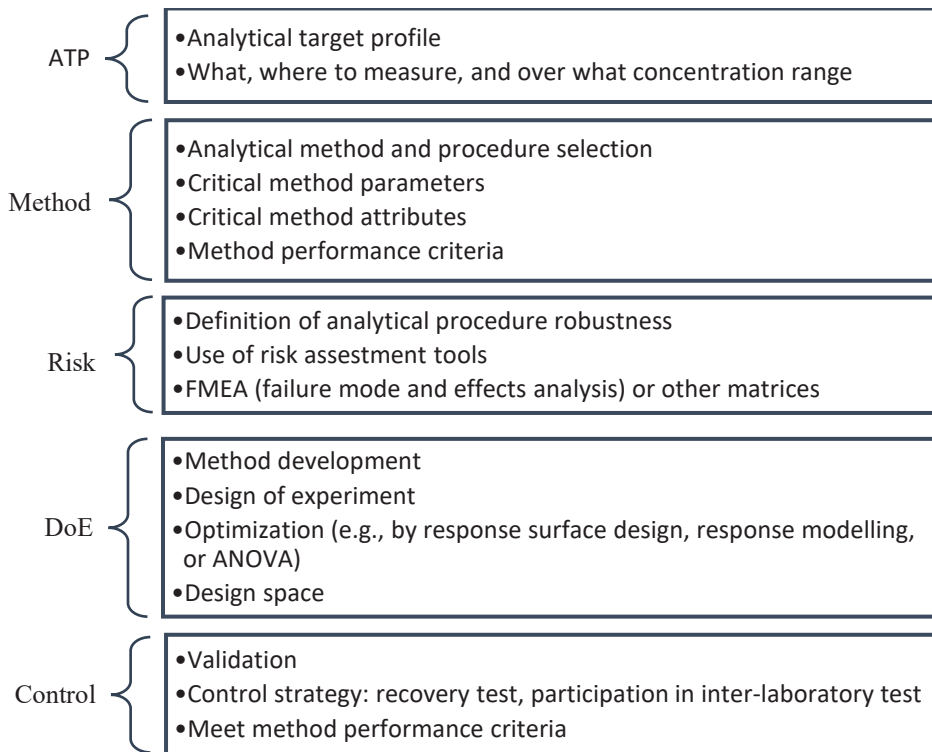 ATP
•Analytical target profile
•What, where to measure, and over what concentration range
Method
•Analytical method and procedure selection
•Critical method parameters
•Critical method attributes
•Method performance criteria
Risk
•Definition of analytical procedure robustness
•Use of risk assestment tools
•FMEA (failure mode and effects analysis) or other matrices
DoE
•Method development
•Design of experiment
•Optimization (e.g., by response surface design, response modelling,
or ANOVA)
•Design space
Control
•Validation
•Control strategy: recovery test, participation in inter-laboratory test
•Meet method performance criteria